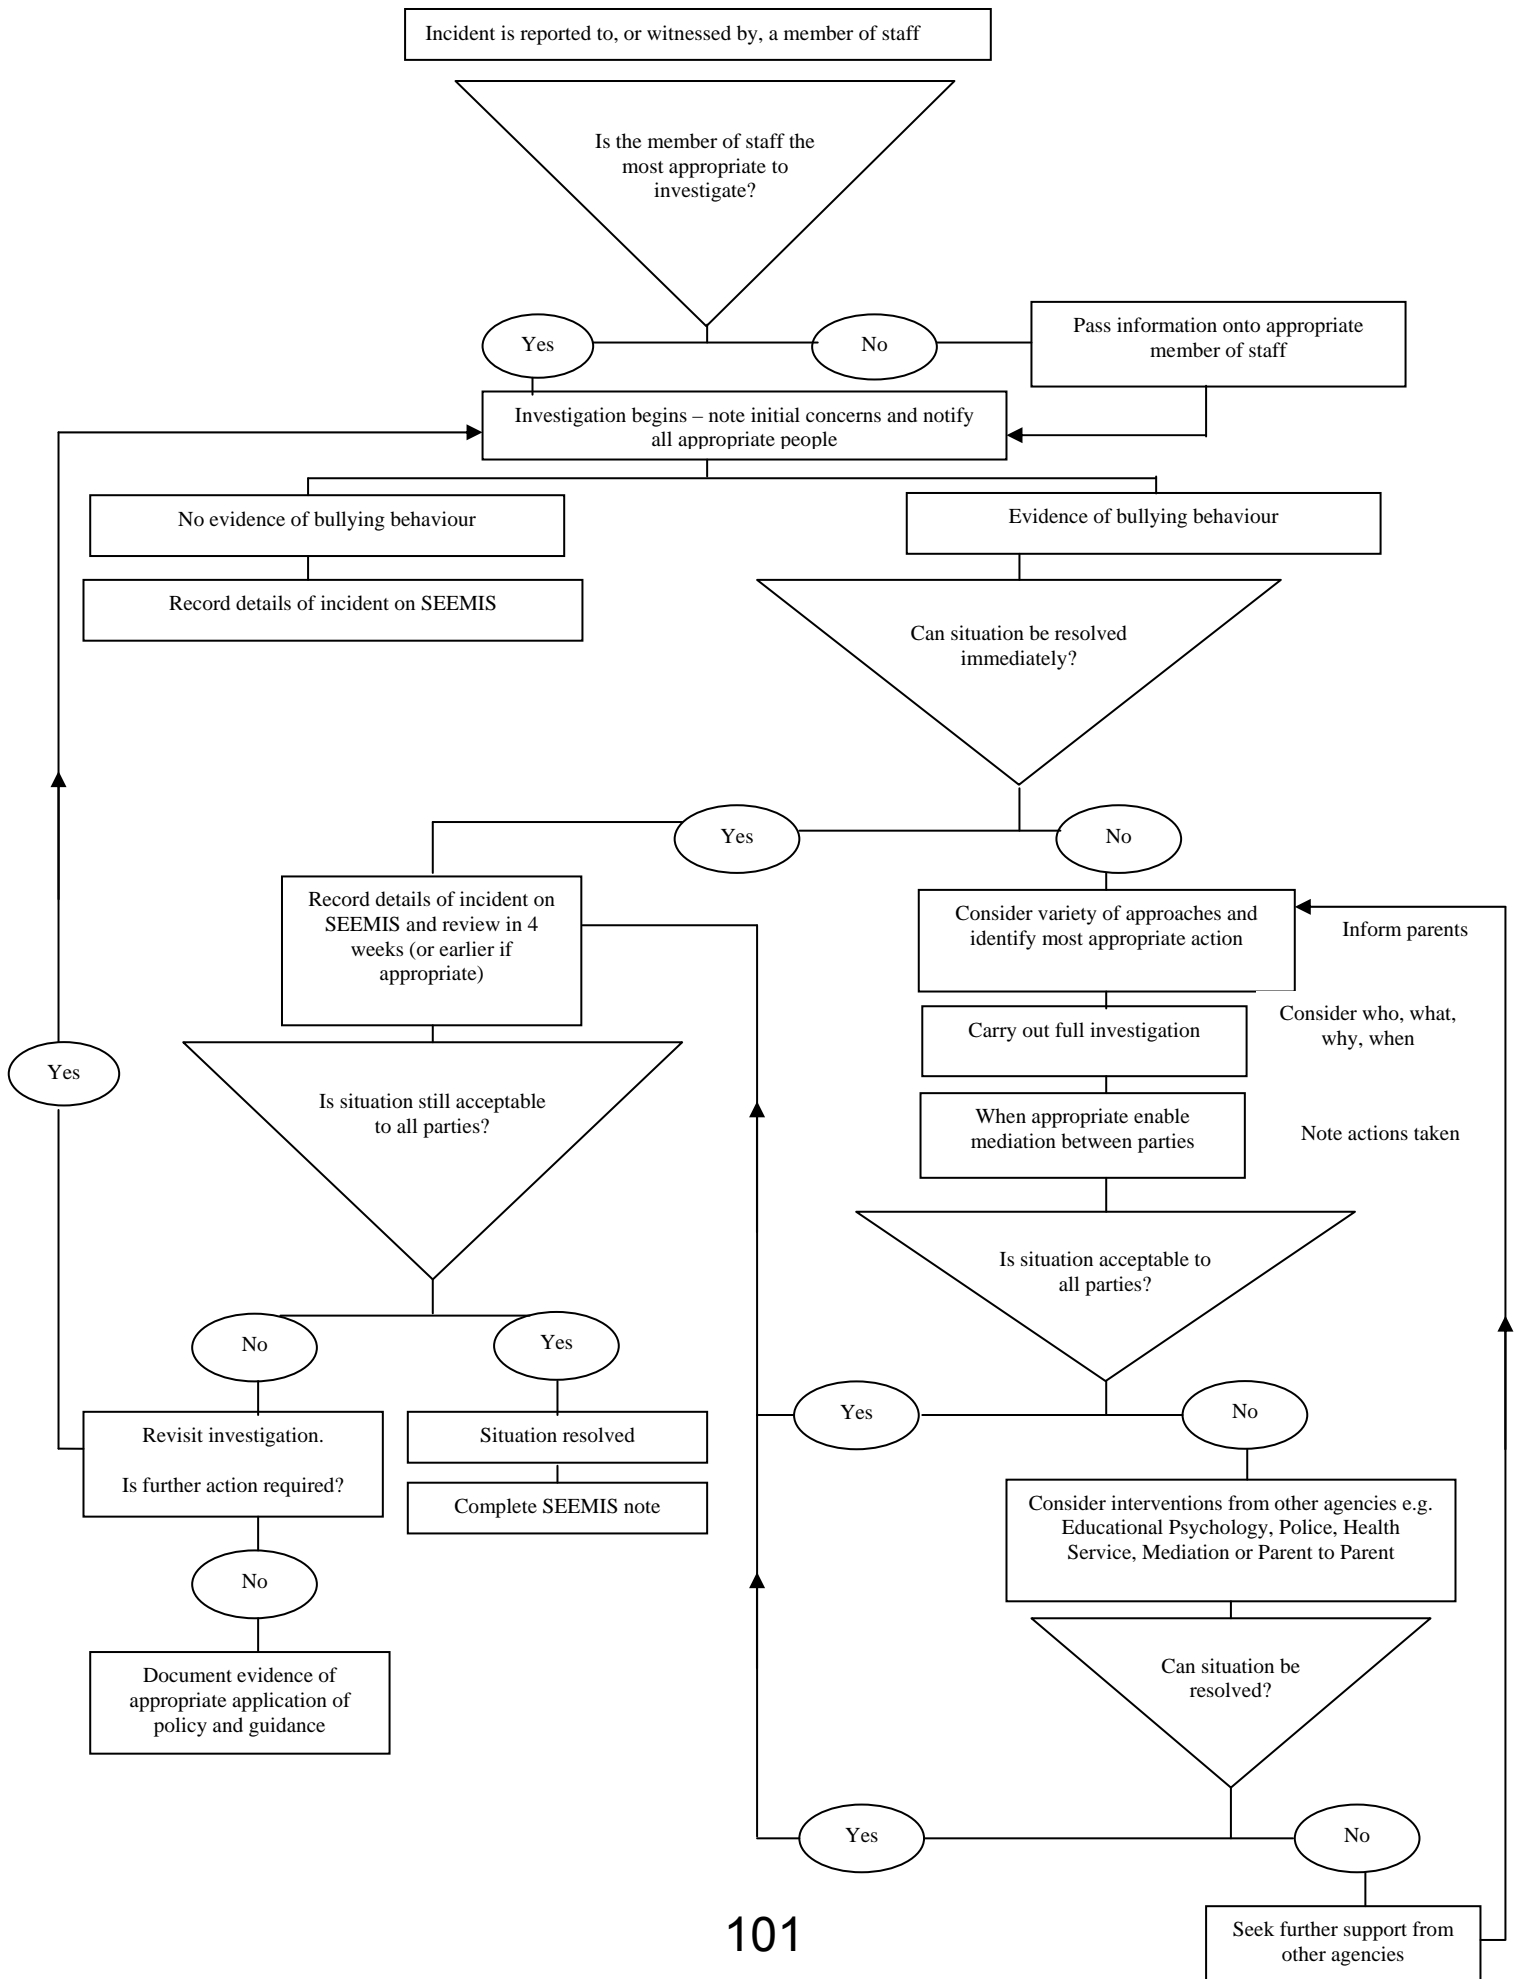 Incident is reported to, or witnessed by, a member of staff
Is the member of staff the
most appropriate to
investigate?
Yes
No
Pass information onto appropriate
member of staff
Investigation begins – note initial concerns and notify
all appropriate people
No evidence of bullying behaviour
Evidence of bullying behaviour
Record details of incident on SEEMIS
Can situation be resolved
immediately?
Yes
No
Record details of incident on
SEEMIS and review in 4
weeks (or earlier if
appropriate)
Consider variety of approaches and
identify most appropriate action
Inform parents
Carry out full investigation
Consider who, what,
why, when
Yes
Is situation still acceptable
to all parties?
When appropriate enable
mediation between parties
Note actions taken
Is situation acceptable to
all parties?
No
Yes
Yes
No
Revisit investigation.
Is further action required?
Situation resolved
Complete SEEMIS note
Consider interventions from other agencies e.g.
Educational Psychology, Police, Health
Service, Mediation or Parent to Parent
No
Document evidence of
appropriate application of
policy and guidance
Can situation be
resolved?
Yes
No
Seek further support from
other agencies
101